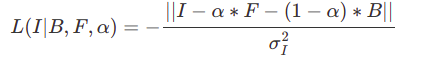 L(I|B, F, α) = − ||I − α ∗ F − (1 − α) ∗ B|| / σ_I^2